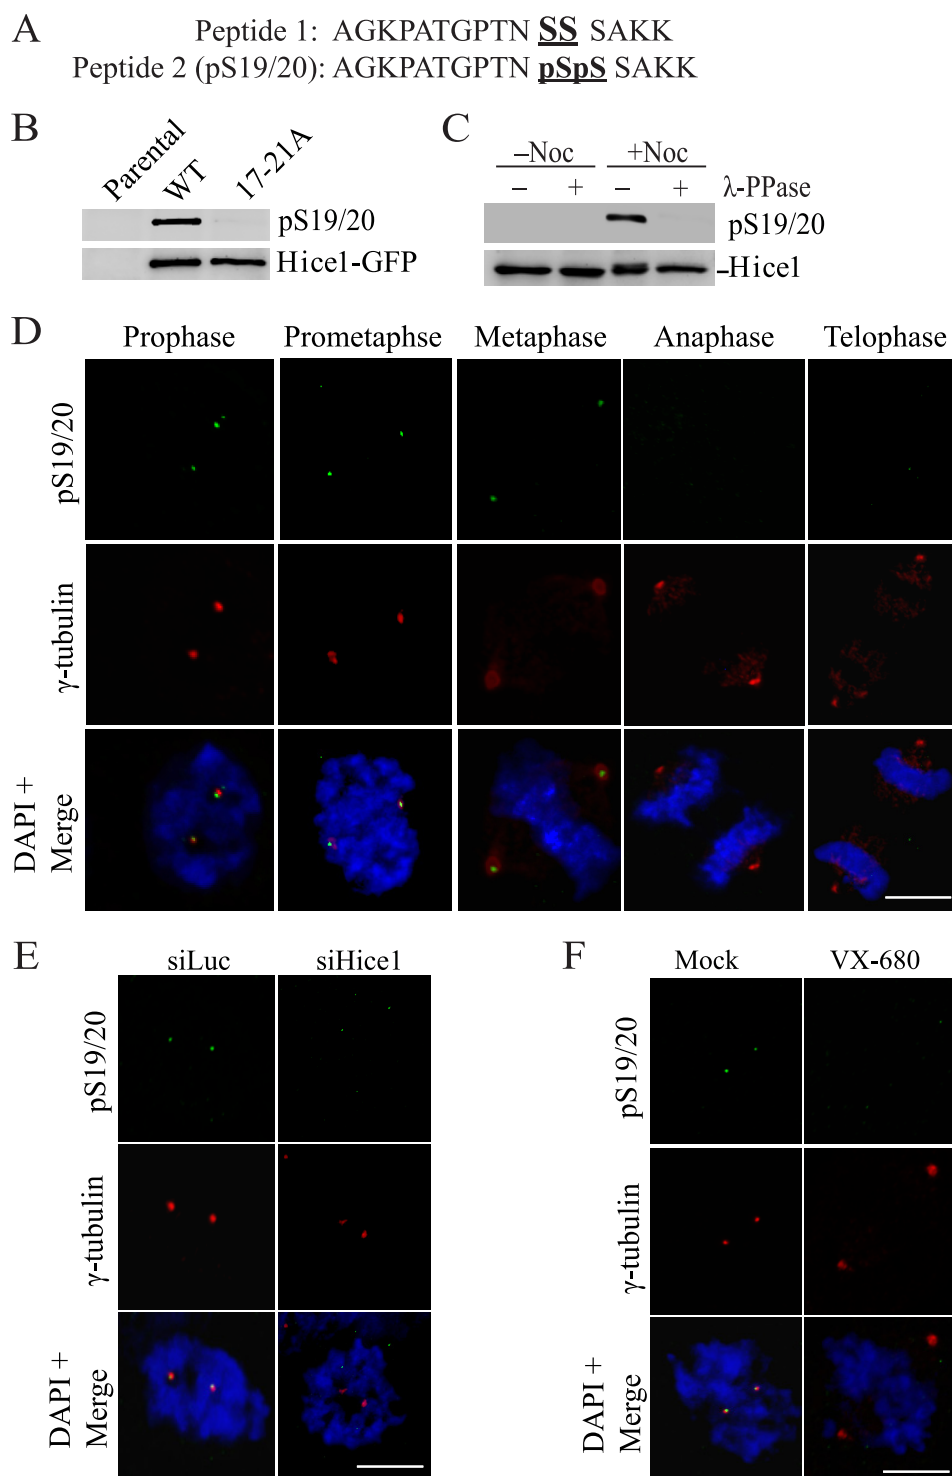 A
Peptide 1: AGKPATGPTN SS SAKK
Peptide 2 (pS19/20): AGKPATGPTN pSpS SAKK
B
Parental
WT
17-21A
pS19/20
Hice1-GFP
C
–Noc +Noc
– + – + λ-PPase
pS19/20
–Hice1
D
Prophase Prometaphse Metaphase Anaphase Telophase
pS19/20
γ-tubulin
DAPI +
Merge
E
siLuc siHice1
pS19/20
γ-tubulin
DAPI +
Merge
F
Mock VX-680
pS19/20
γ-tubulin
DAPI +
Merge